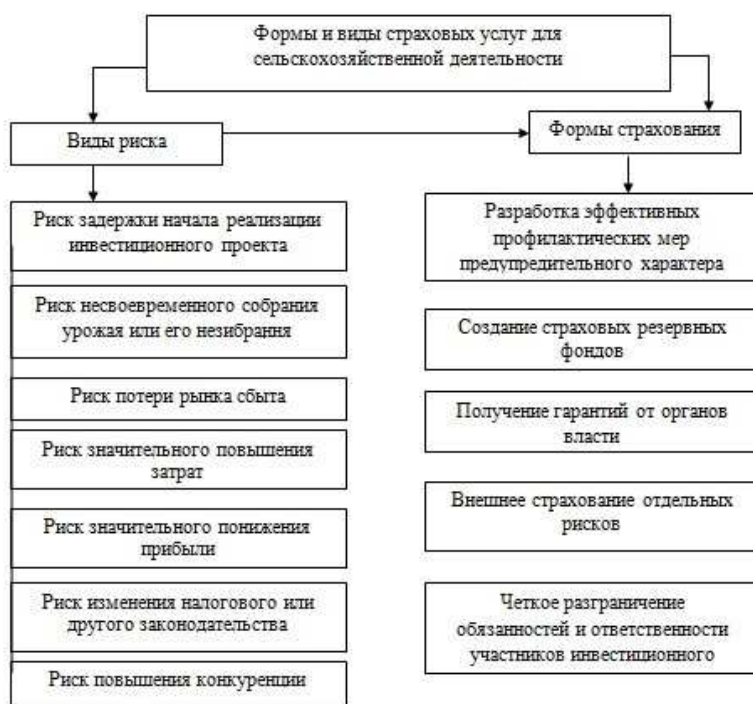 Формы и виды страховых услуг для
сельскохозяйственной деятельности
Виды риска
Формы страхования
Риск задержки начала реализации
инвестиционного проекта
Риск несвоевременного собрания
урожая или его незибрання
Риск потери рынка сбыта
Риск значительного повышения
затрат
Риск значительного понижения
прибыли
Риск изменения налогового или
другого законодательства
Риск повышения конкуренции
Разработка эффективных
профилактических мер
предупредительного характера
Создание страховых резервных
фондов
Получение гарантий от органов
власти
Внешнее страхование отдельных
рисков
Четкое разграничение
обязанностей и ответственности
участников инвестиционного